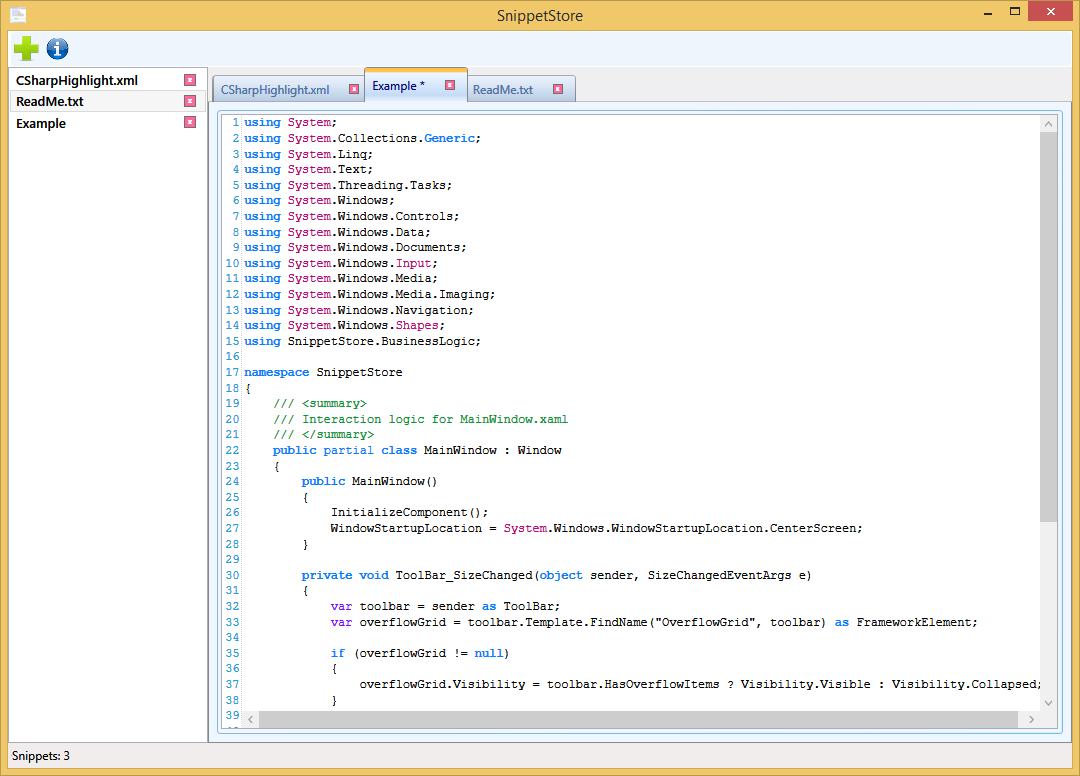 SnippetStore
CSharpHighlight.xml
ReadMe.txt
Example
CSharpHighlight.xml Example * ReadMe.txt
1 using System;
2 using System.Collections.Generic;
3 using System.Linq;
4 using System.Text;
5 using System.Threading.Tasks;
6 using System.Windows;
7 using System.Windows.Controls;
8 using System.Windows.Data;
9 using System.Windows.Documents;
10 using System.Windows.Input;
11 using System.Windows.Media;
12 using System.Windows.Media.Imaging;
13 using System.Windows.Navigation;
14 using System.Windows.Shapes;
15 using SnippetStore.BusinessLogic;
16
17 namespace SnippetStore
18 {
19     /// <summary>
20     /// Interaction logic for MainWindow.xaml
21     /// </summary>
22     public partial class MainWindow : Window
23     {
24         public MainWindow()
25         {
26             InitializeComponent();
27             WindowStartupLocation = System.Windows.WindowStartupLocation.CenterScreen;
28         }
29
30         private void ToolBar_SizeChanged(object sender, SizeChangedEventArgs e)
31         {
32             var toolbar = sender as ToolBar;
33             var overflowGrid = toolbar.Template.FindName("OverflowGrid", toolbar) as FrameworkElement;
34
35             if (overflowGrid != null)
36             {
37                 overflowGrid.Visibility = toolbar.HasOverflowItems ? Visibility.Visible : Visibility.Collapsed;
38             }
39
Snippets: 3